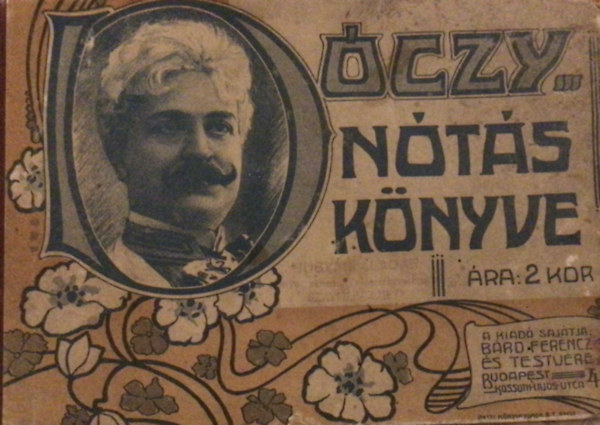 DÓCZY
NÓTÁS
KÖNYVE
ÁRA: 2 KOR
A KIADÓ SAJÁTJA:
BÁRD FERENCZ
ÉS TESTVÉRE
BUDAPEST
KOSSUTH LAJOS-UTCA 4